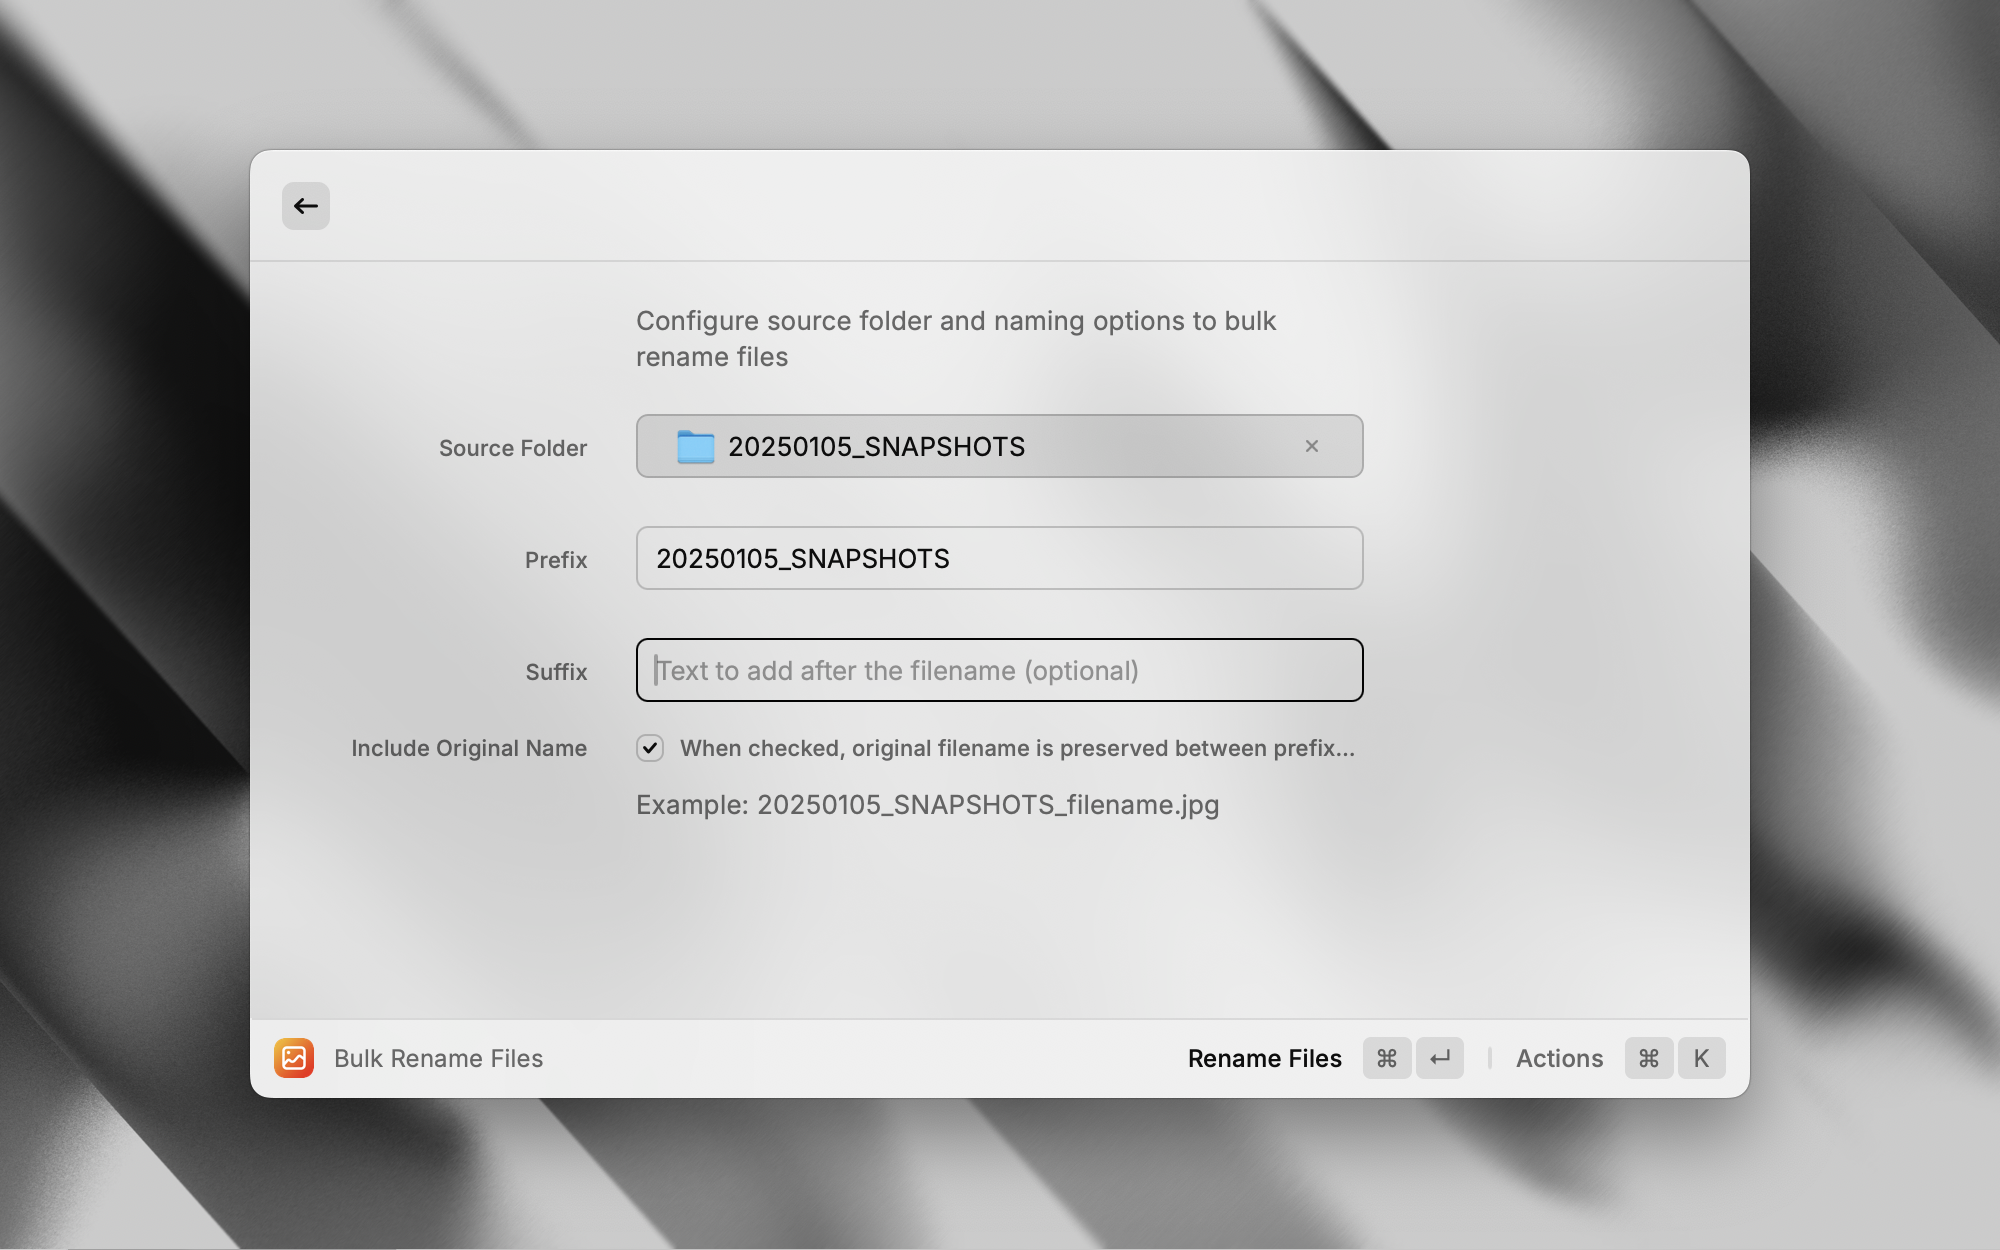 Configure source folder and naming options to bulk
rename files
Source Folder
20250105_SNAPSHOTS
Prefix
20250105_SNAPSHOTS
Suffix
Text to add after the filename (optional)
Include Original Name
When checked, original filename is preserved between prefix...
Example: 20250105_SNAPSHOTS_filename.jpg
Bulk Rename Files
Rename Files ⌘ ↵
Actions ⌘ K